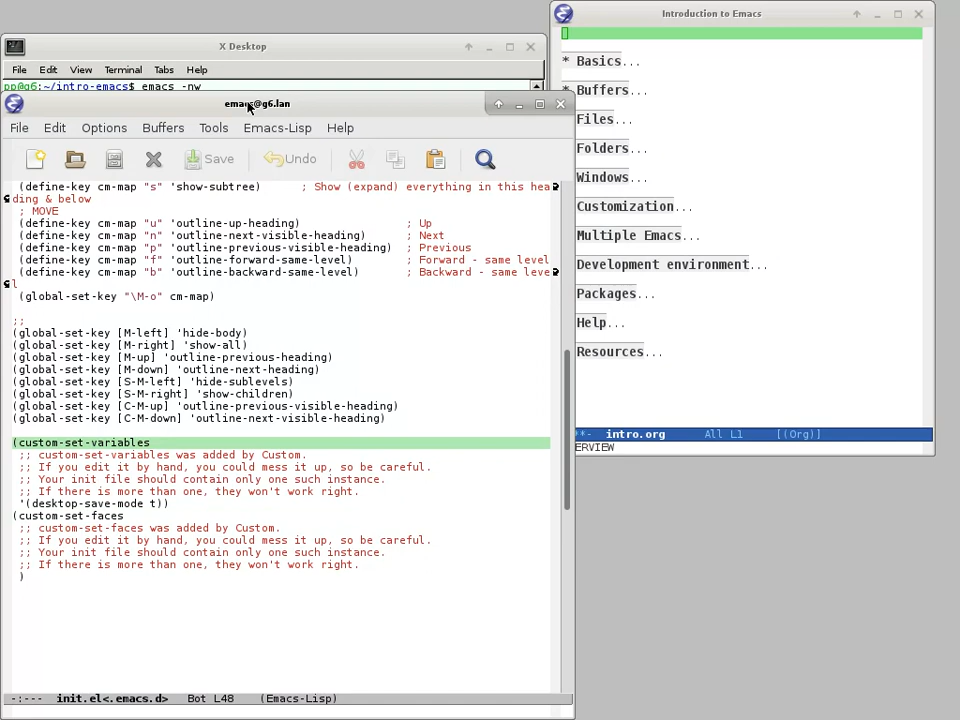 X Desktop
File Edit View Terminal Tabs Help
pp@g6:~/intro-emacs$ emacs -nw
emacs@g6.lan
File Edit Options Buffers Tools Emacs-Lisp Help
Save Undo
(define-key cm-map "s" 'show-subtree) ; Show (expand) everything in this hea
ding & below
; MOVE
(define-key cm-map "u" 'outline-up-heading) ; Up
(define-key cm-map "n" 'outline-next-visible-heading) ; Next
(define-key cm-map "p" 'outline-previous-visible-heading) ; Previous
(define-key cm-map "f" 'outline-forward-same-level) ; Forward - same level
(define-key cm-map "b" 'outline-backward-same-level) ; Backward - same leve
l
(global-set-key "\M-o" cm-map)
;;
(global-set-key [M-left] 'hide-body)
(global-set-key [M-right] 'show-all)
(global-set-key [M-up] 'outline-previous-heading)
(global-set-key [M-down] 'outline-next-heading)
(global-set-key [S-M-left] 'hide-sublevels)
(global-set-key [S-M-right] 'show-children)
(global-set-key [C-M-up] 'outline-previous-visible-heading)
(global-set-key [C-M-down] 'outline-next-visible-heading)
(custom-set-variables
;; custom-set-variables was added by Custom.
;; If you edit it by hand, you could mess it up, so be careful.
;; Your init file should contain only one such instance.
;; If there is more than one, they won't work right.
'(desktop-save-mode t))
(custom-set-faces
;; custom-set-faces was added by Custom.
;; If you edit it by hand, you could mess it up, so be careful.
;; Your init file should contain only one such instance.
;; If there is more than one, they won't work right.
)
-:--- init.el<.emacs.d> Bot L48 (Emacs-Lisp)
Introduction to Emacs
* Basics...
* Buffers...
Files...
Folders...
Windows...
Customization...
Multiple Emacs...
Development environment...
Packages...
Help...
Resources...
**- intro.org All L1 [(Org)]
ERVIEW